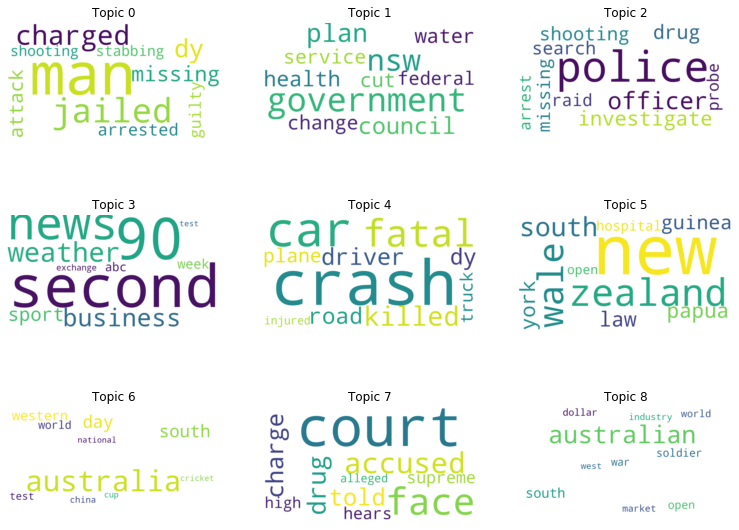 Topic 0
charged
shooting stabbing dy
man missing
attack
jailed
guilty
arrested
Topic 1
plan water
service nsw
health cut federal
government
change council
Topic 2
shooting drug
search
police
missing
arrest
raid officer
probe
investigate
Topic 3
news 90 test
weather
exchange abc week
second
sport business
Topic 4
car fatal
plane driver dy
crash
truck
injured road killed
Topic 5
south hospital guinea
new
wale
open zealand
york
law papua
Topic 6
western day
world south
national
australia cricket
test china cup
Topic 7
court
charge
accused
drug alleged supreme
high told face
hears
Topic 8
dollar industry world
australian
soldier
west war
south
market open